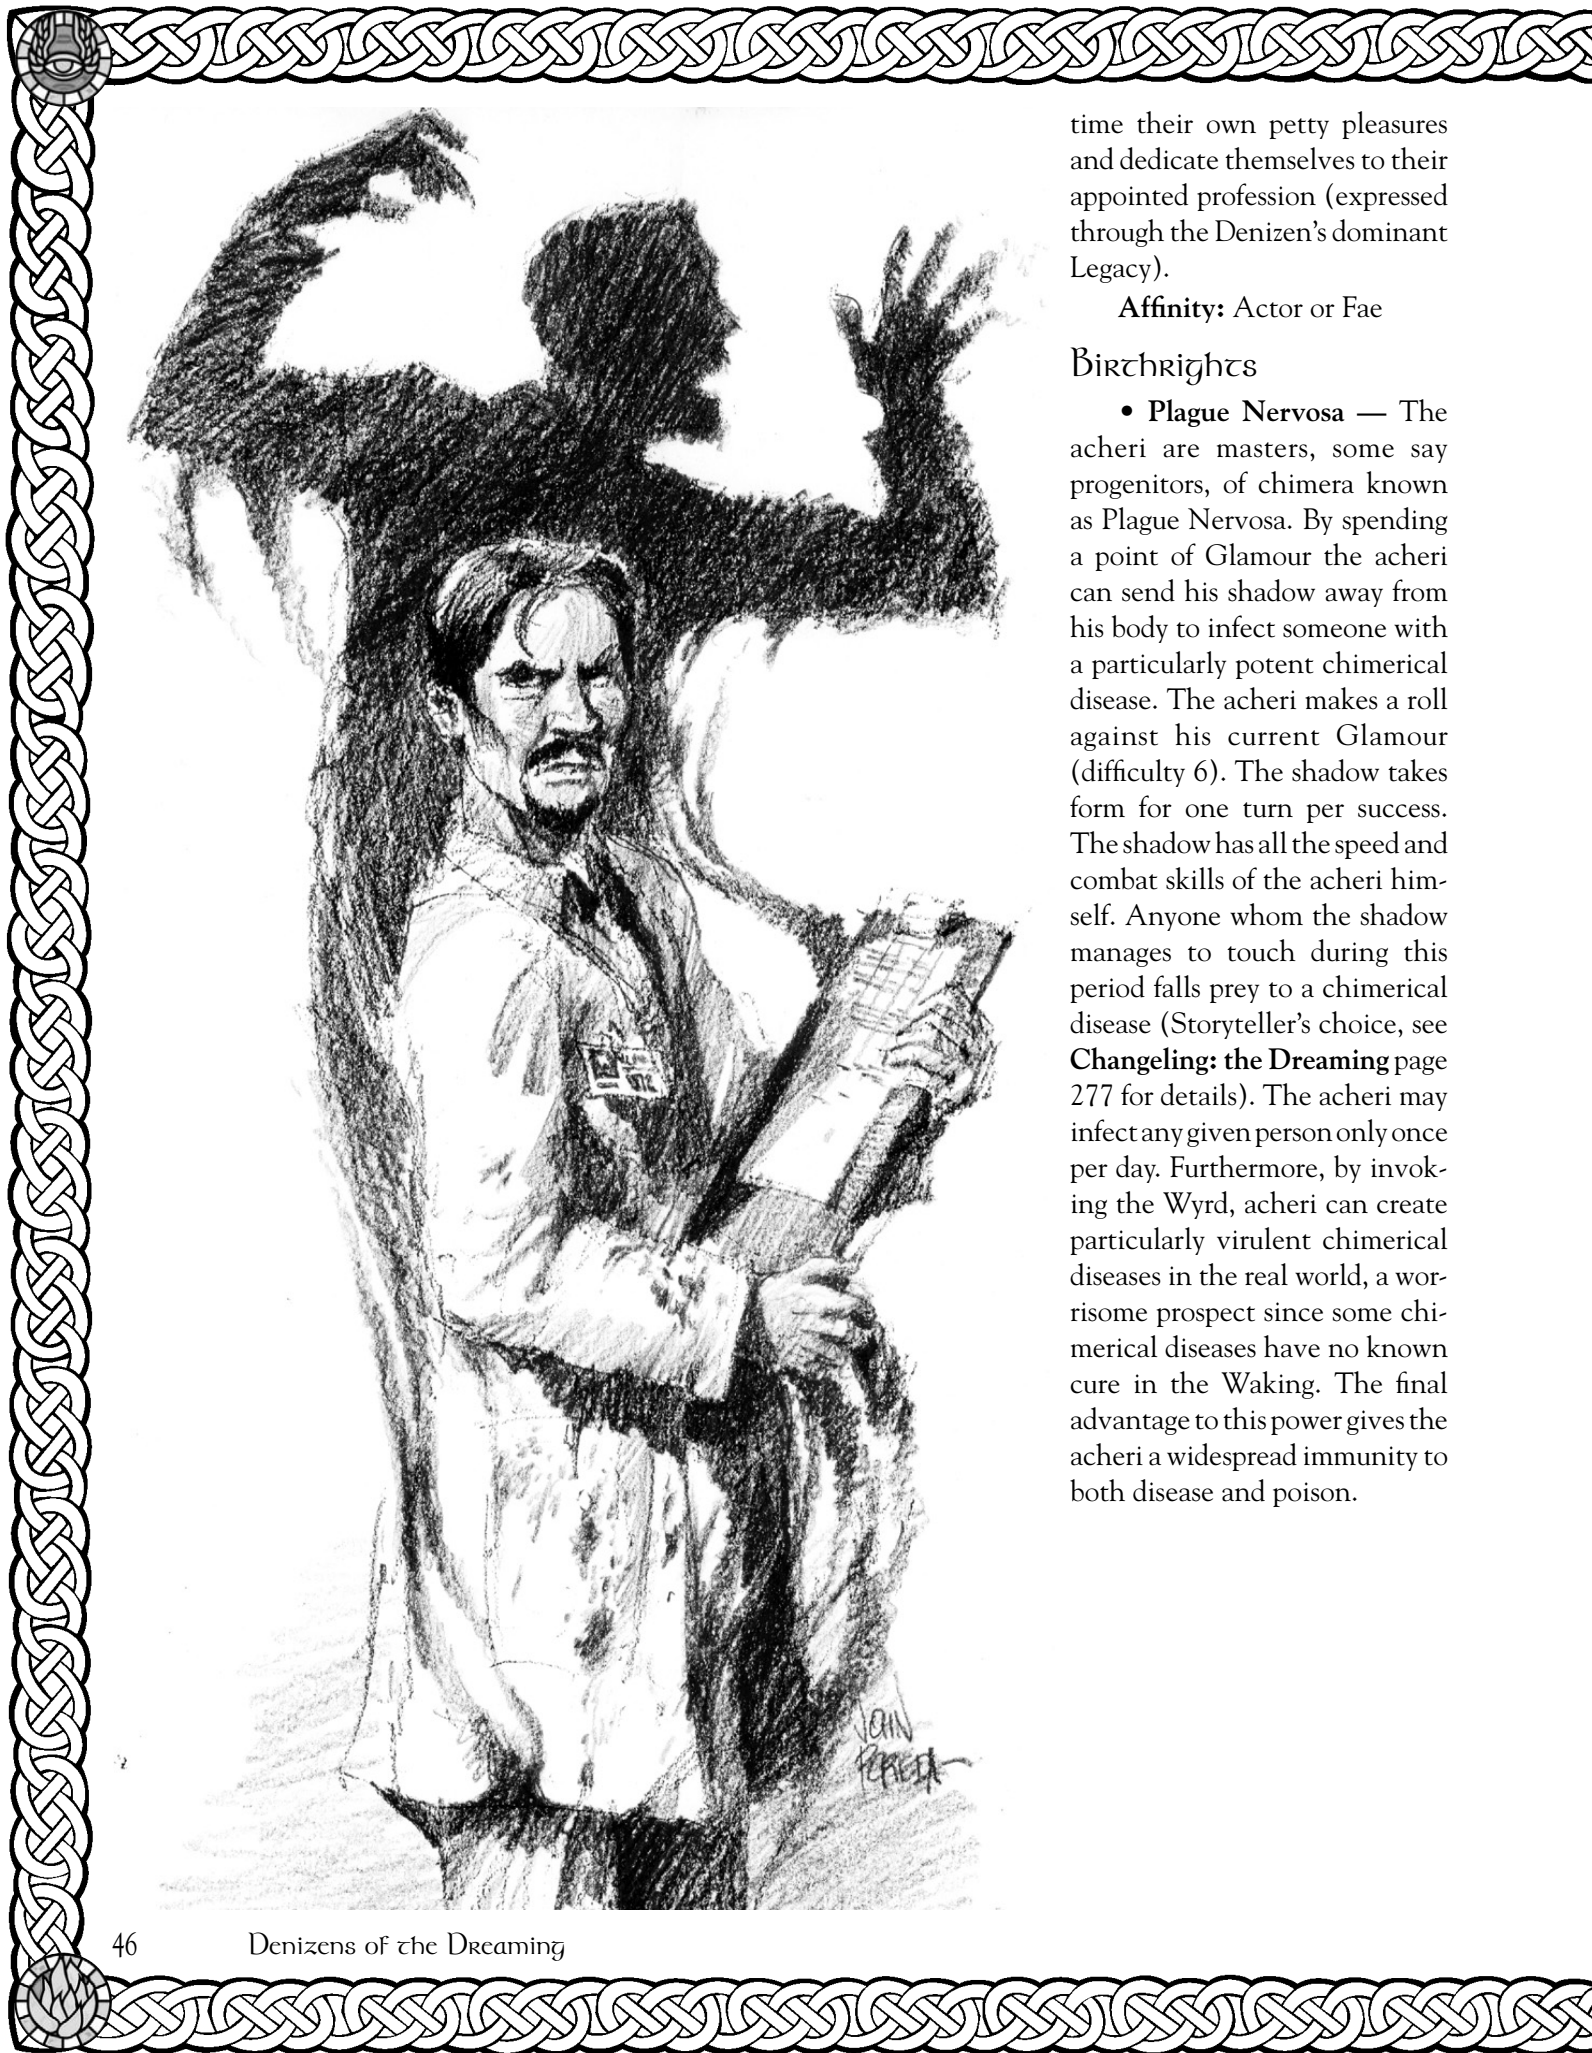 time their own petty pleasures
and dedicate themselves to their
appointed profession (expressed
through the Denizen's dominant
Legacy).
Affinity: Actor or Fae
Birthrights
• Plague Nervosa — The
acheri are masters, some say
progenitors, of chimera known
as Plague Nervosa. By spending
a point of Glamour the acheri
can send his shadow away from
his body to infect someone with
a particularly potent chimerical
disease. The acheri makes a roll
against his current Glamour
(difficulty 6). The shadow takes
form for one turn per success.
The shadow has all the speed and
combat skills of the acheri him-
self. Anyone whom the shadow
manages to touch during this
period falls prey to a chimerical
disease (Storyteller's choice, see
Changeling: the Dreaming page
277 for details). The acheri may
infect any given person only once
per day. Furthermore, by invok-
ing the Wyrd, acheri can create
particularly virulent chimerical
diseases in the real world, a wor-
risome prospect since some chi-
merical diseases have no known
cure in the Waking. The final
advantage to this power gives the
acheri a widespread immunity to
both disease and poison.
46 Denizens of the Dreaming